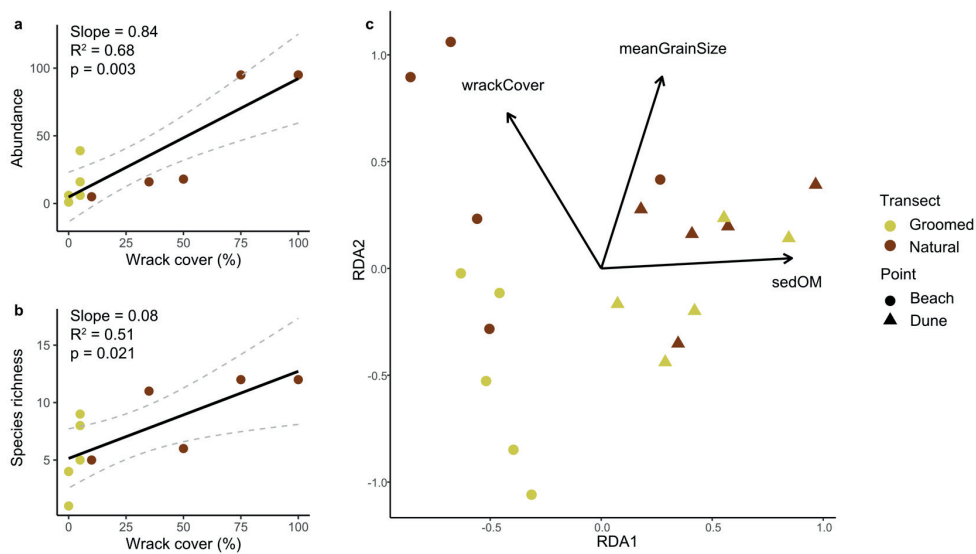 a
Slope = 0.84
R² = 0.68
p = 0.003
100
50
0
Abundance
0
25
50
75
100
Wrack cover (%)
b
Slope = 0.08
R² = 0.51
p = 0.021
15
10
5
Species richness
0
25
50
75
100
Wrack cover (%)
c
meanGrainSize
wrackCover
sedOM
1.0
0.5
0.0
-0.5
-1.0
RDA2
-0.5
0.0
0.5
1.0
RDA1
Transect
Groomed
Natural
Point
Beach
Dune